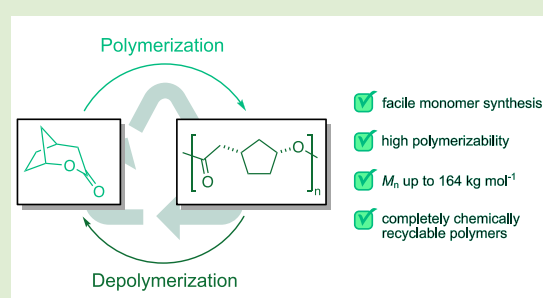 Polymerization
O
O
O
O
n
Depolymerization
facile monomer synthesis
high polymerizability
Mn up to 164 kg mol-1
completely chemically
recyclable polymers